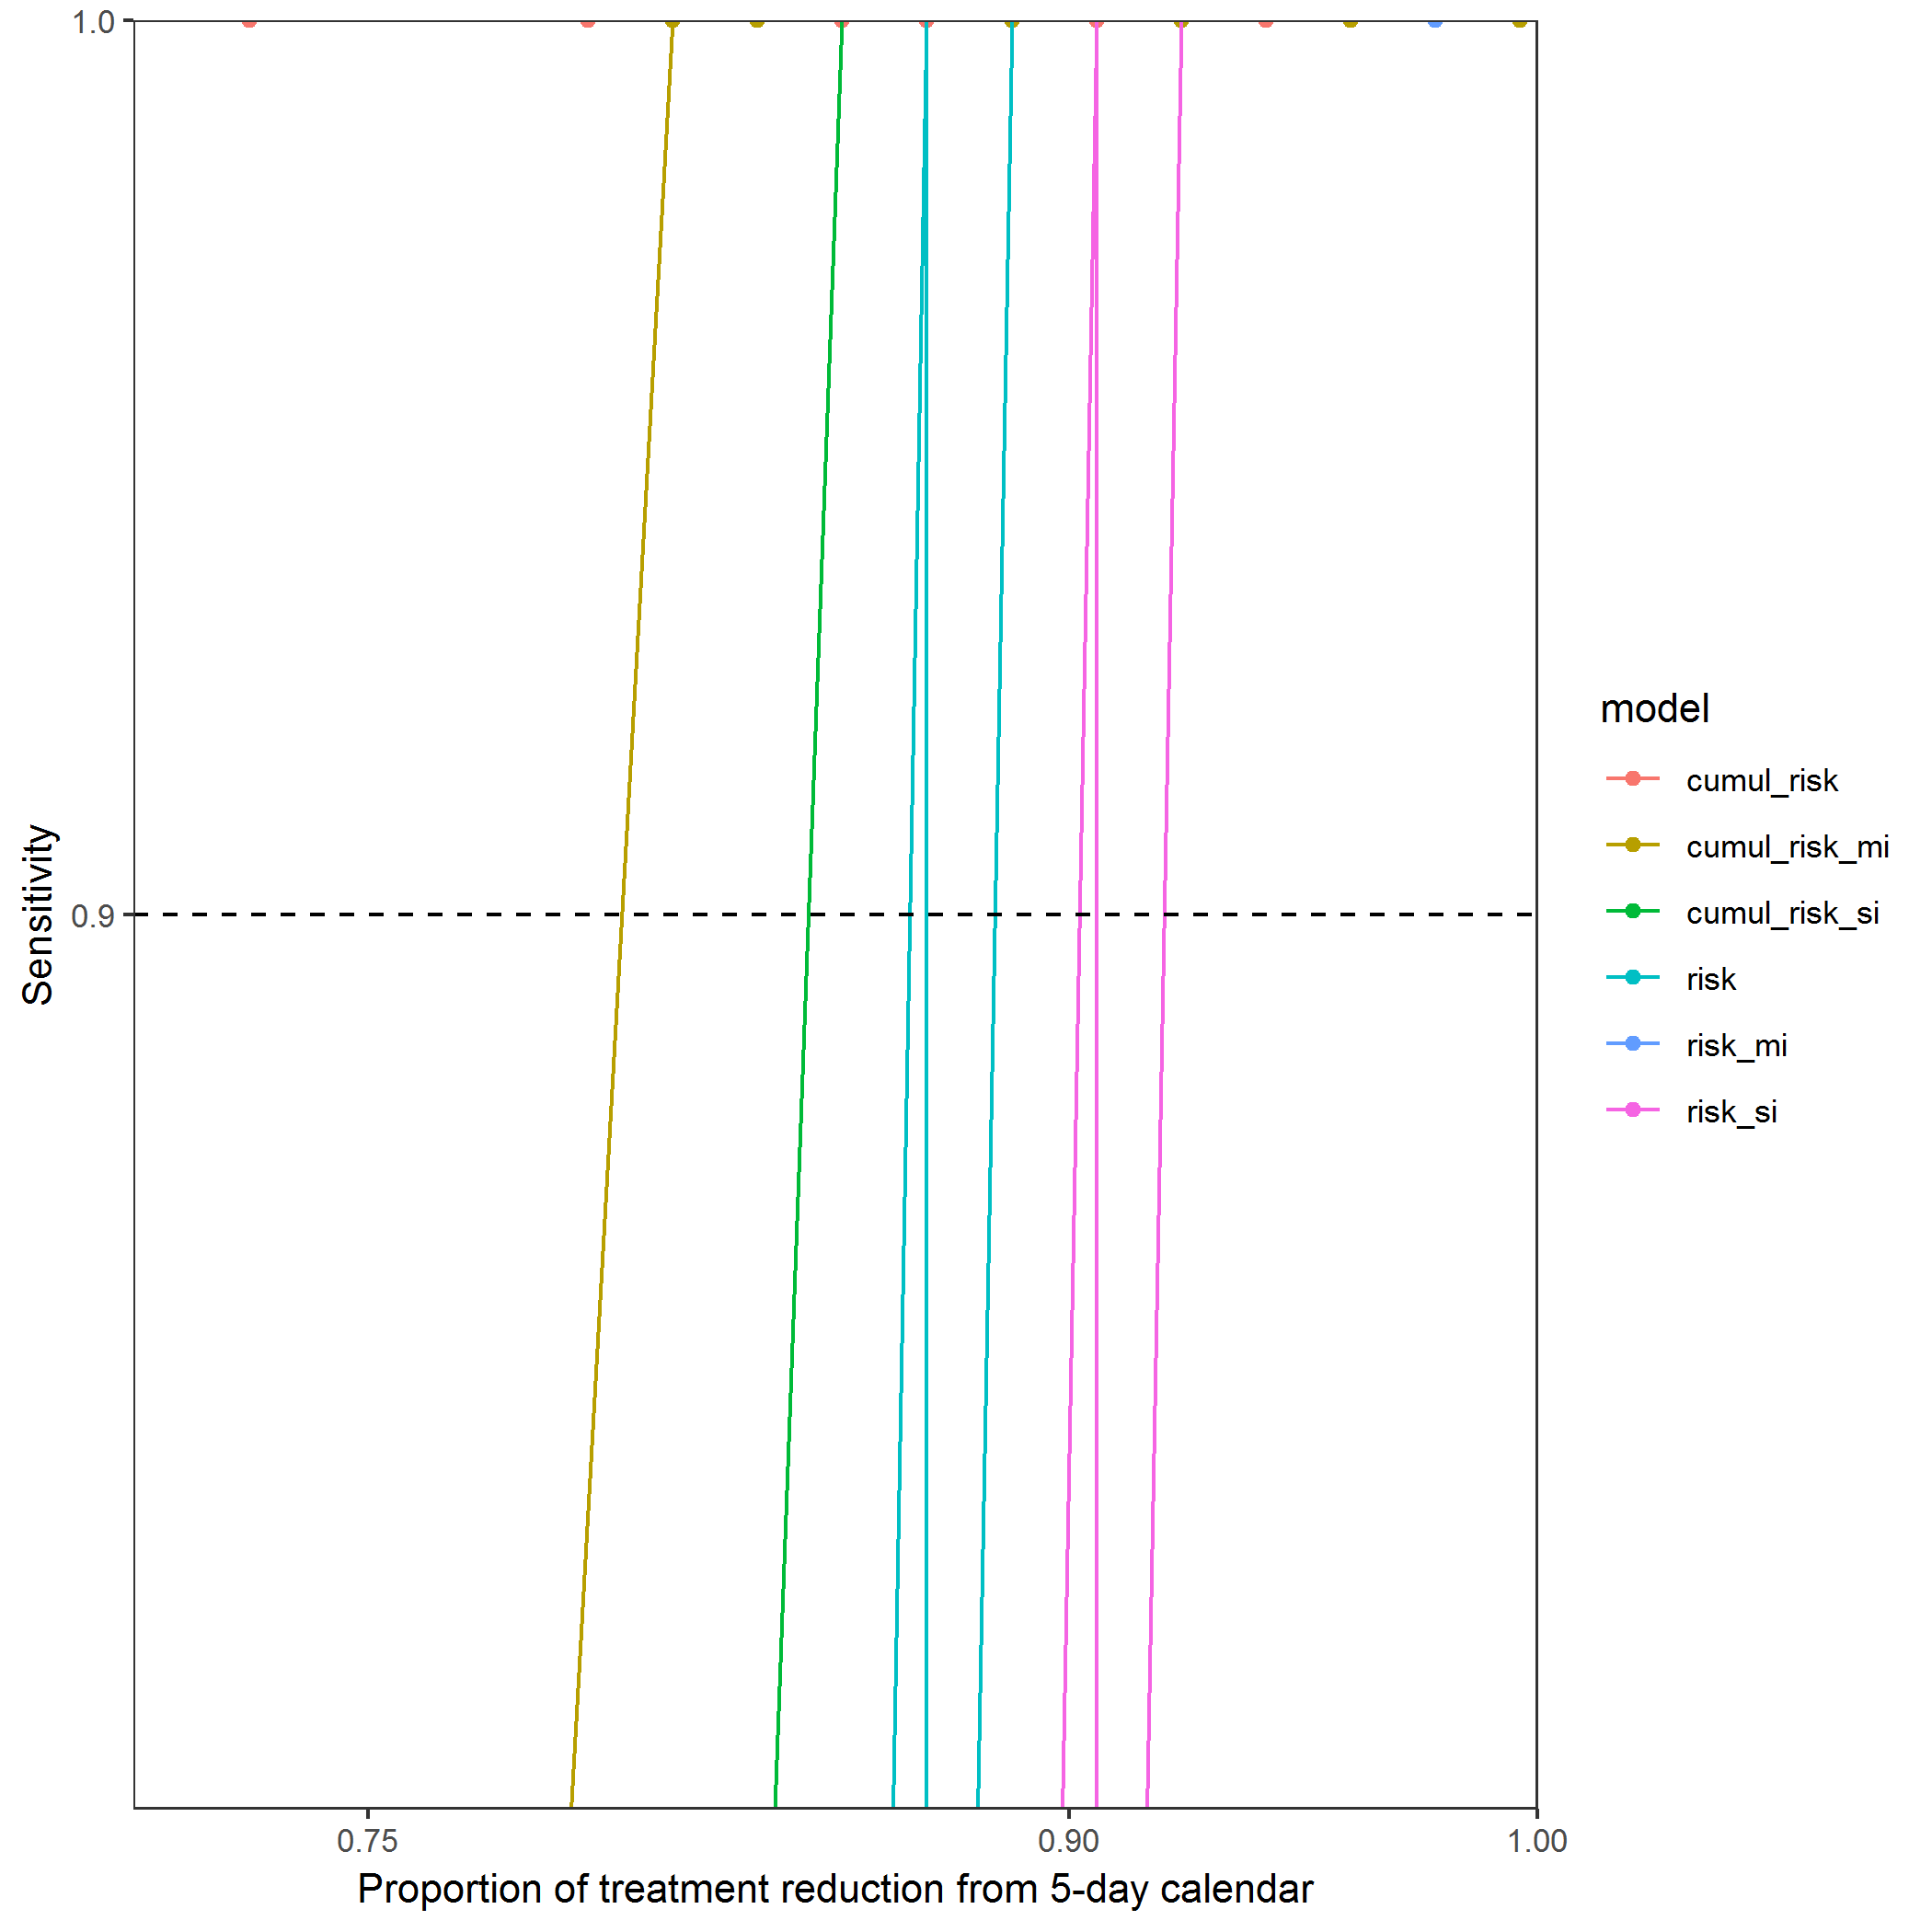 1.0
0.9
Sensitivity
0.75
0.90
1.00
Proportion of treatment reduction from 5-day calendar
model
cumul_risk
cumul_risk_mi
cumul_risk_si
risk
risk_mi
risk_si